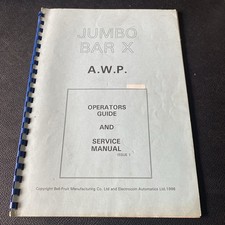 JUMBO
BAR X
A.W.P.
OPERATORS
GUIDE
AND
SERVICE
MANUAL
ISSUE 1
Copyright Bell-Fruit Manufacturing Co. Ltd and Electrocoin Automatics Ltd 1988